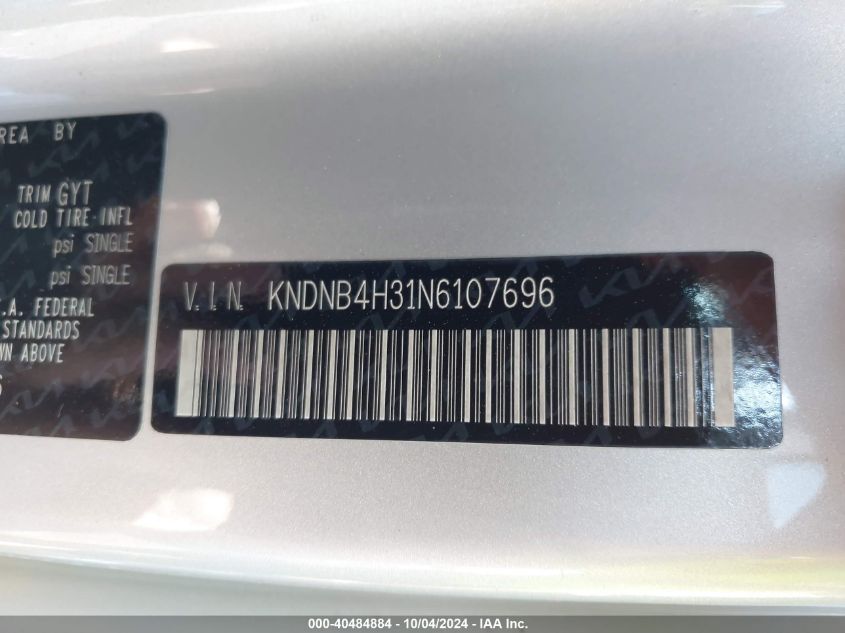 REA BY
TRIM GYT
COLD TIRE INFL
psi SINGLE
psi SINGLE
.A. FEDERAL
STANDARDS
WN ABOVE
6
V.I.N. KNDNB4H31N6107696
000-40484884 - 10/04/2024 - IAA Inc.